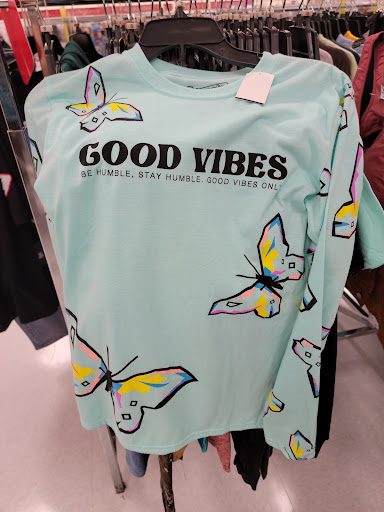 GOOD VIBES
BE HUMBLE, STAY HUMBLE. GOOD VIBES ONLY